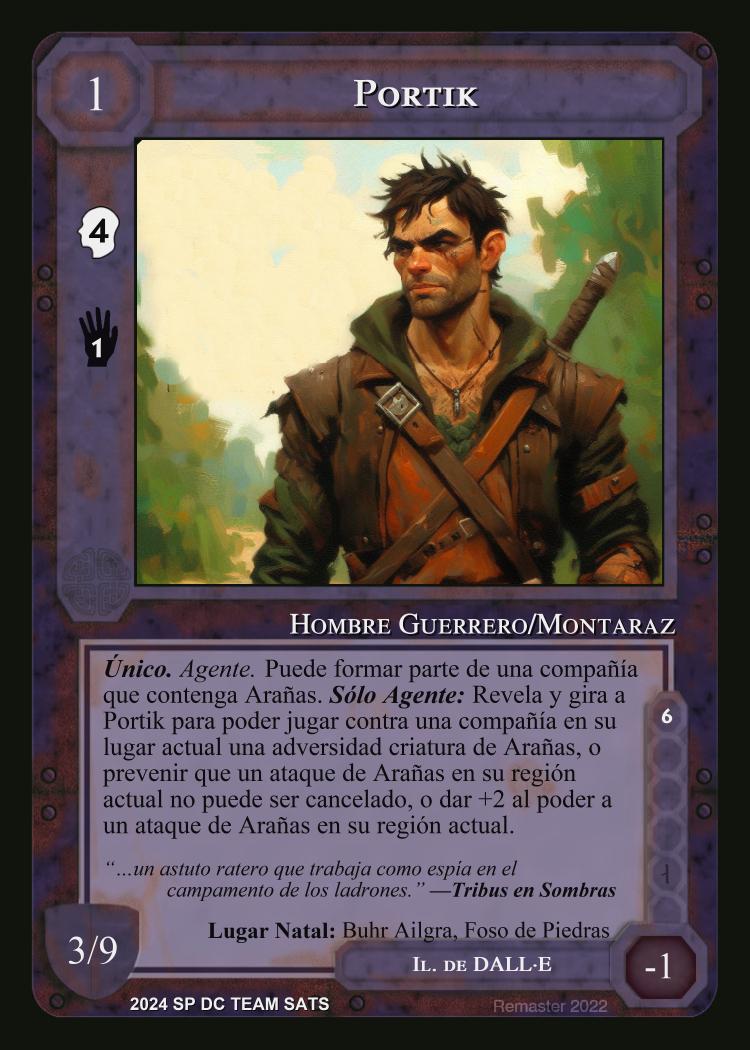 1
Portik
4
1
Hombre Guerrero/Montaraz
Único. Agente. Puede formar parte de una compañía
que contenga Arañas. Sólo Agente: Revela y gira a
Portik para poder jugar contra una compañía en su
lugar actual una adversidad criatura de Arañas, o
prevenir que un ataque de Arañas en su región
actual no puede ser cancelado, o dar +2 al poder a
un ataque de Arañas en su región actual.
6
“...un astuto ratero que trabaja como espía en el
campamento de los ladrones.” —Tribus en Sombras
Lugar Natal: Buhr Ailgra, Foso de Piedras
3/9
Il. de DALL·E
-1
2024 SP DC TEAM SATS
Remaster 2022